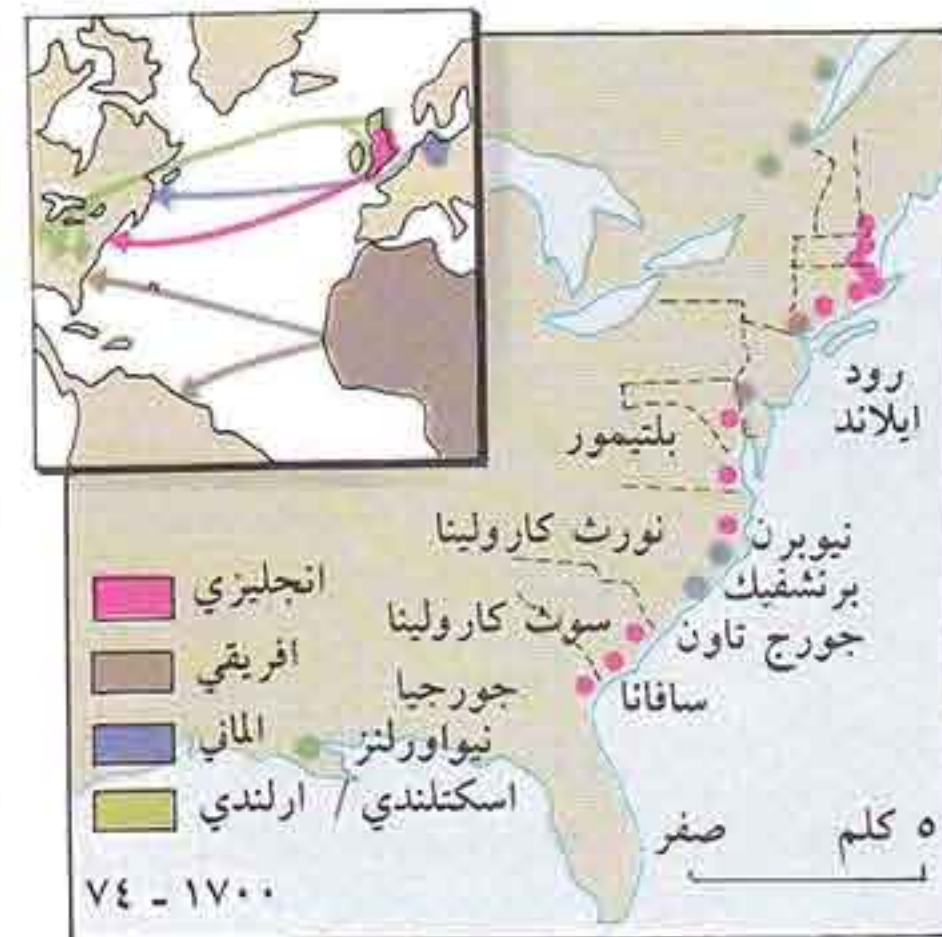 رود
ايلاند
بلتيمور
نورث كارولينا
نيوبرن
برنشفيك
سوث كارولينا
جورج تاون
جورجيا
سافانا
نيواورلنز
انجليزي
افريقي
الماني
اسكتلندي / ارلندي
صفر
٥ كلم
١٧٠٠ - ٧٤